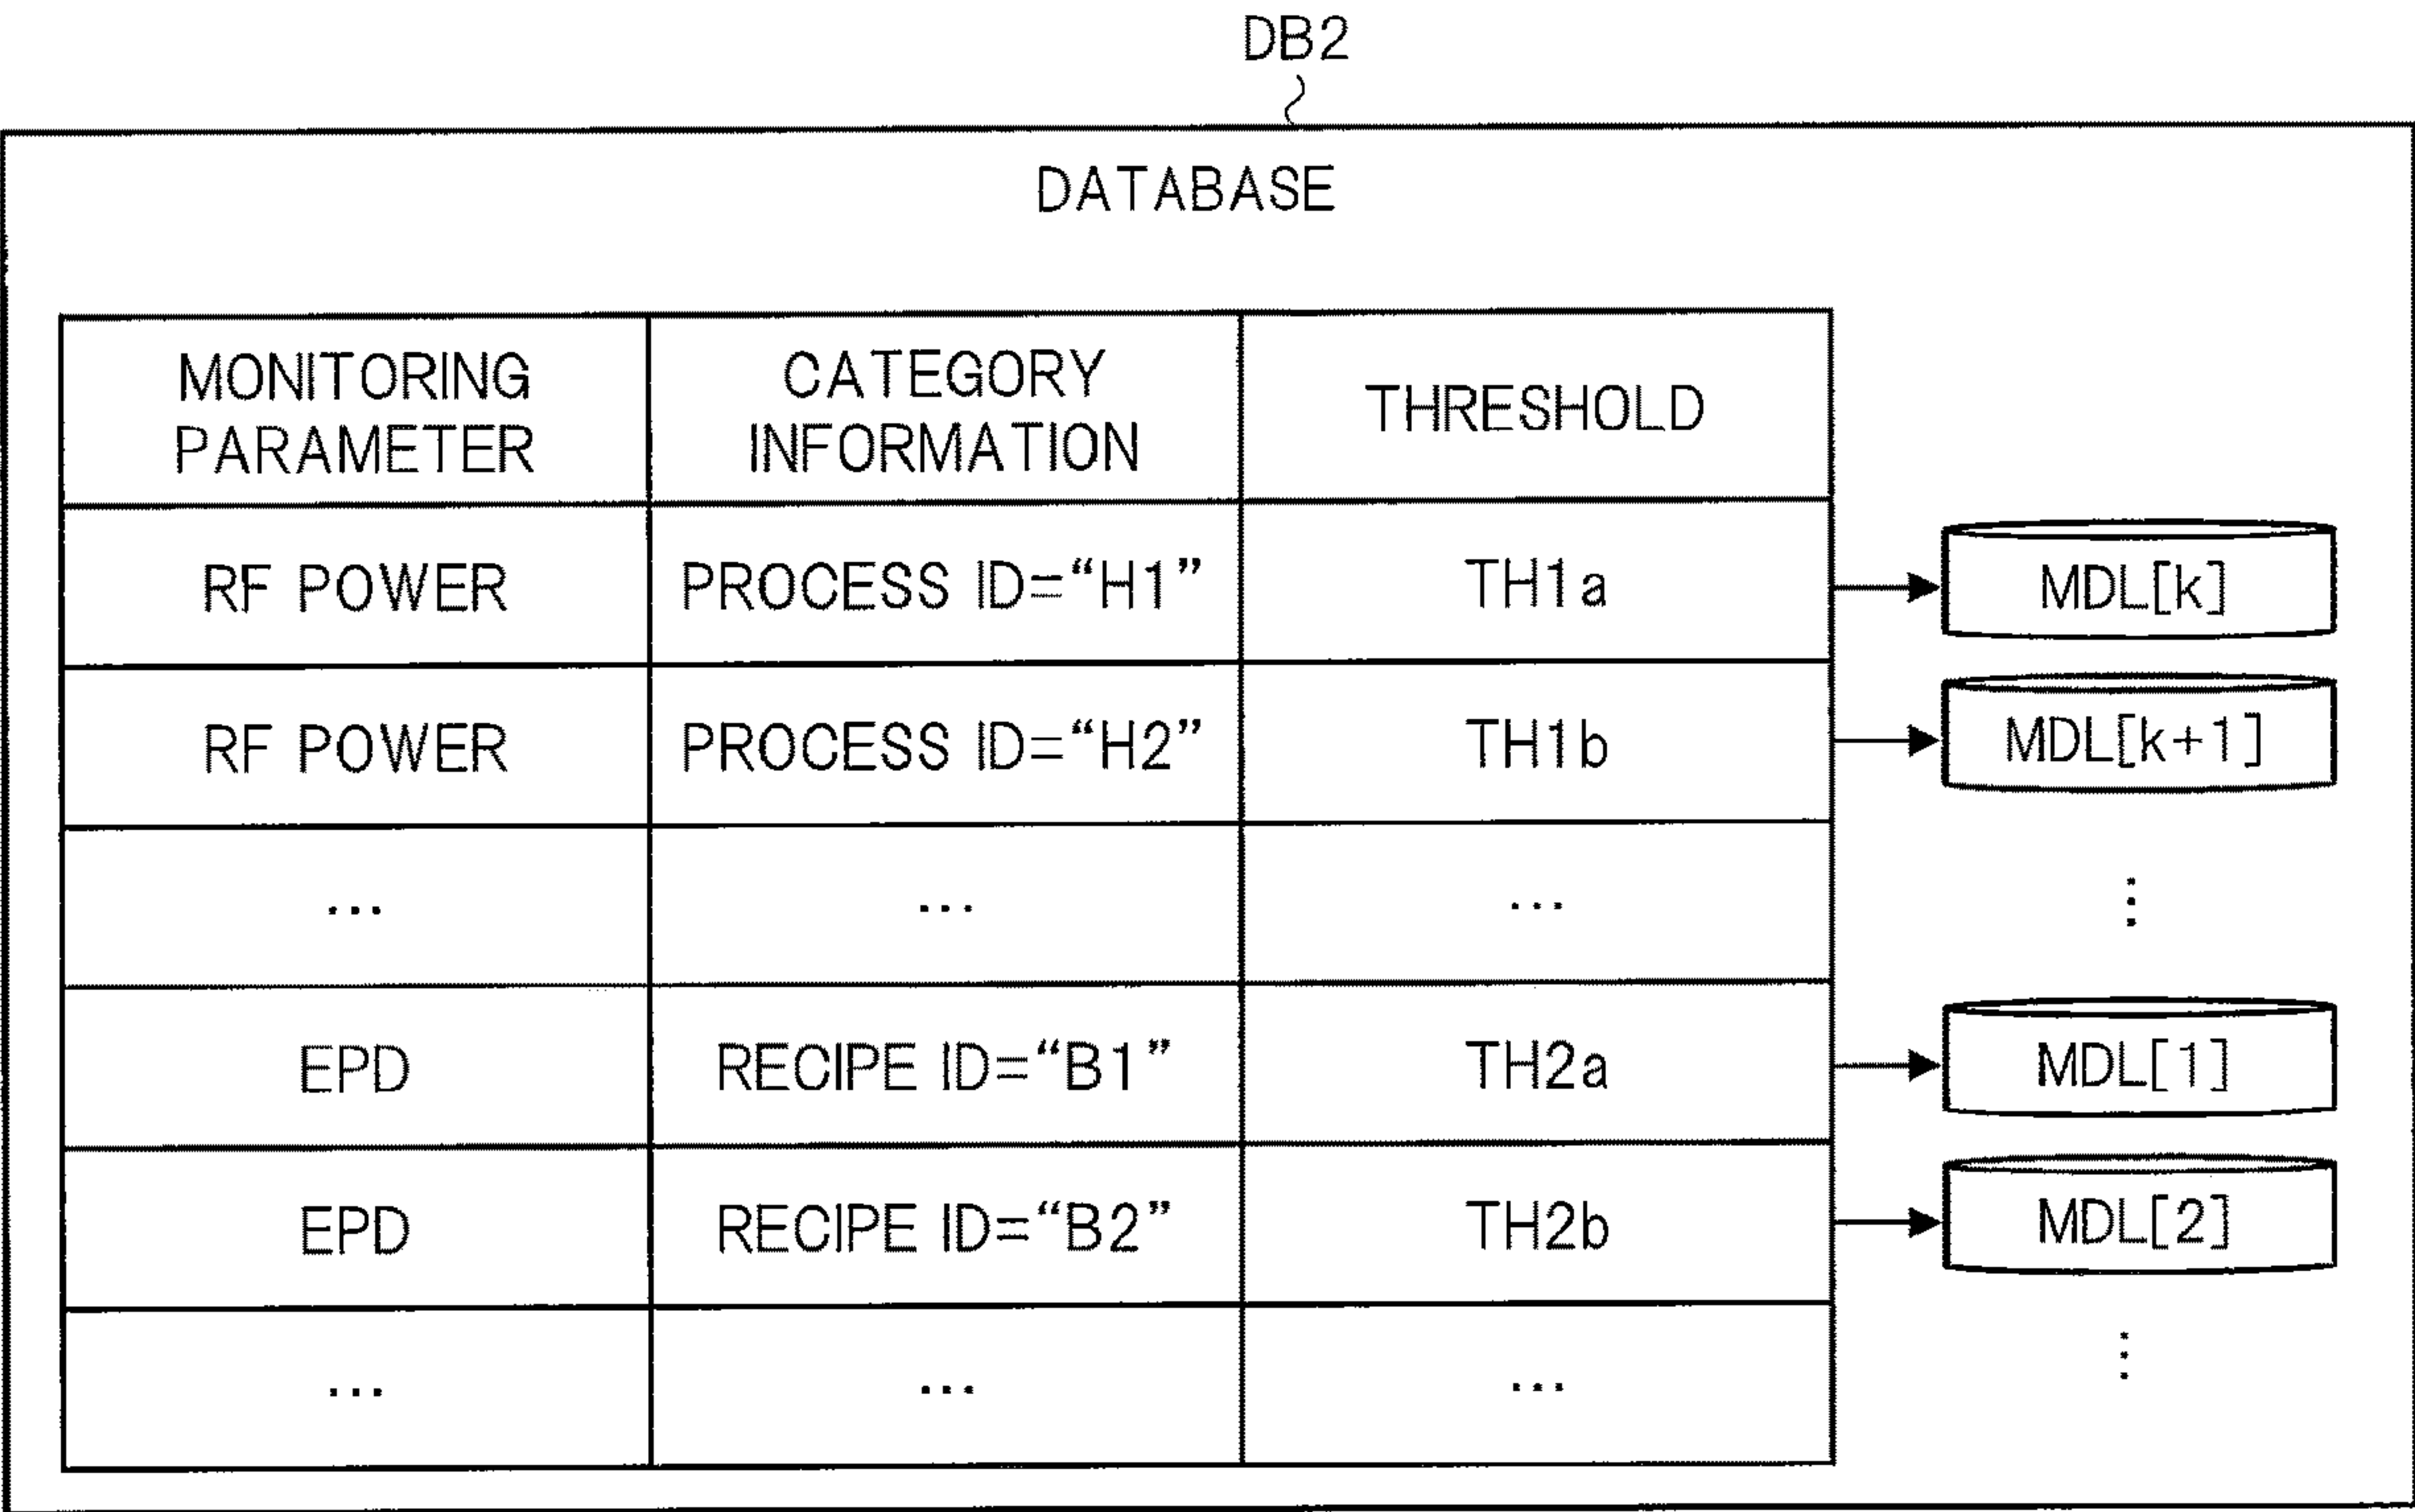 DB2
DATABASE
MONITORING
PARAMETER
CATEGORY
INFORMATION
THRESHOLD
RF POWER
PROCESS ID=“H1”
TH1a
MDL[k]
RF POWER
PROCESS ID=“H2”
TH1b
MDL[k+1]
...
...
...
⋮
EPD
RECIPE ID=“B1”
TH2a
MDL[1]
EPD
RECIPE ID=“B2”
TH2b
MDL[2]
...
...
...
⋮